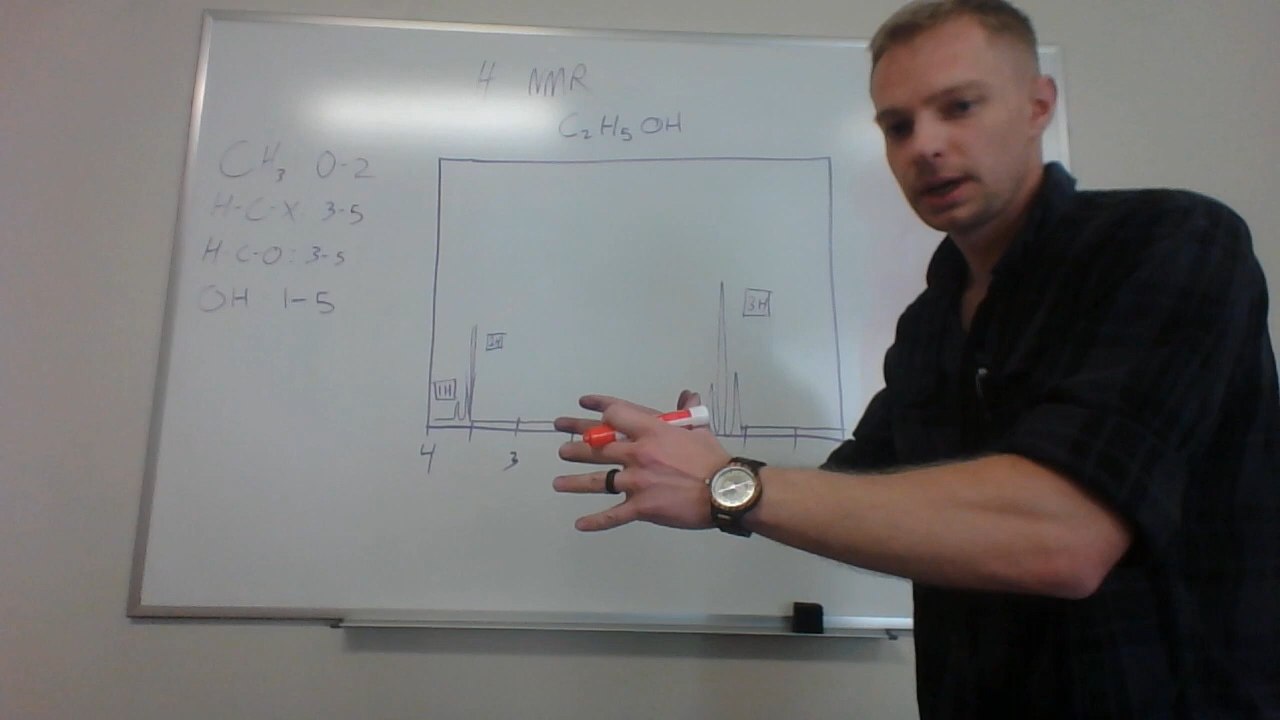 H NMR
C₂H₅OH
CH₃ 0-2
H-C-X 3-5
H-C-O: 3-5
OH 1-5
3H
2H
1H
4 3